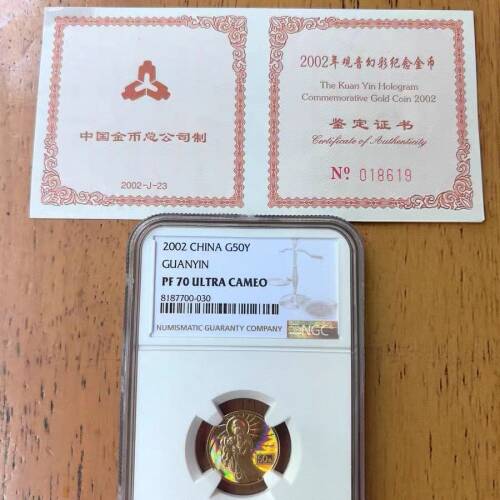 中国金币总公司制
2002-J-23
2002年观音幻彩纪念金币
The Kuan Yin Hologram
Commemorative Gold Coin 2002
鉴定证书
Certificate of Authenticity
Nº 018619
2002 CHINA G50Y
GUANYIN
PF 70 ULTRA CAMEO
8187700-030
NUMISMATIC GUARANTY COMPANY
NGC